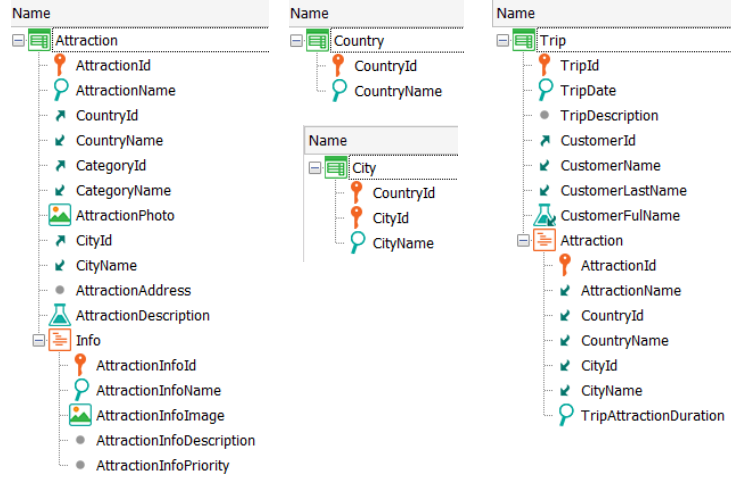 Name
Attraction
AttractionId
AttractionName
CountryId
CountryName
CategoryId
CategoryName
AttractionPhoto
CityId
CityName
AttractionAddress
AttractionDescription
Info
AttractionInfoId
AttractionInfoName
AttractionInfoImage
AttractionInfoDescription
AttractionInfoPriority
Name
Country
CountryId
CountryName
Name
City
CountryId
CityId
CityName
Name
Trip
TripId
TripDate
TripDescription
CustomerId
CustomerName
CustomerLastName
CustomerFulName
Attraction
AttractionId
AttractionName
CountryId
CountryName
CityId
CityName
TripAttractionDuration